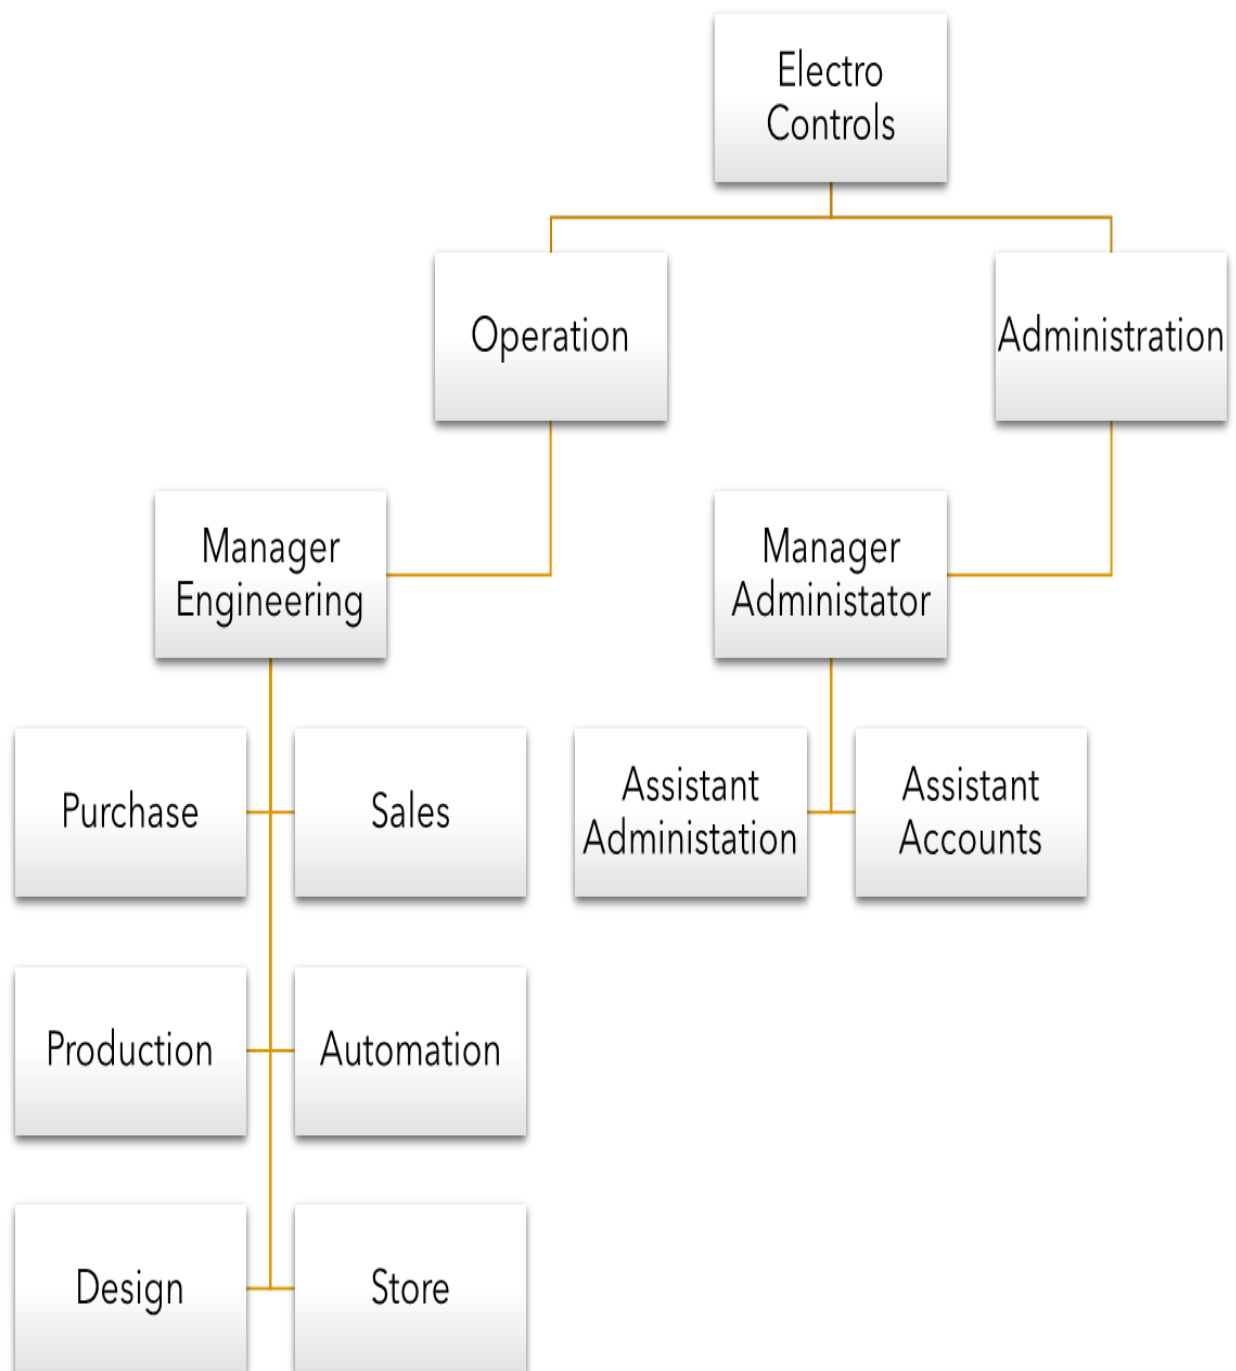 Electro
Controls
Operation
Administration
Manager
Engineering
Manager
Administator
Purchase
Sales
Assistant
Administation
Assistant
Accounts
Production
Automation
Design
Store